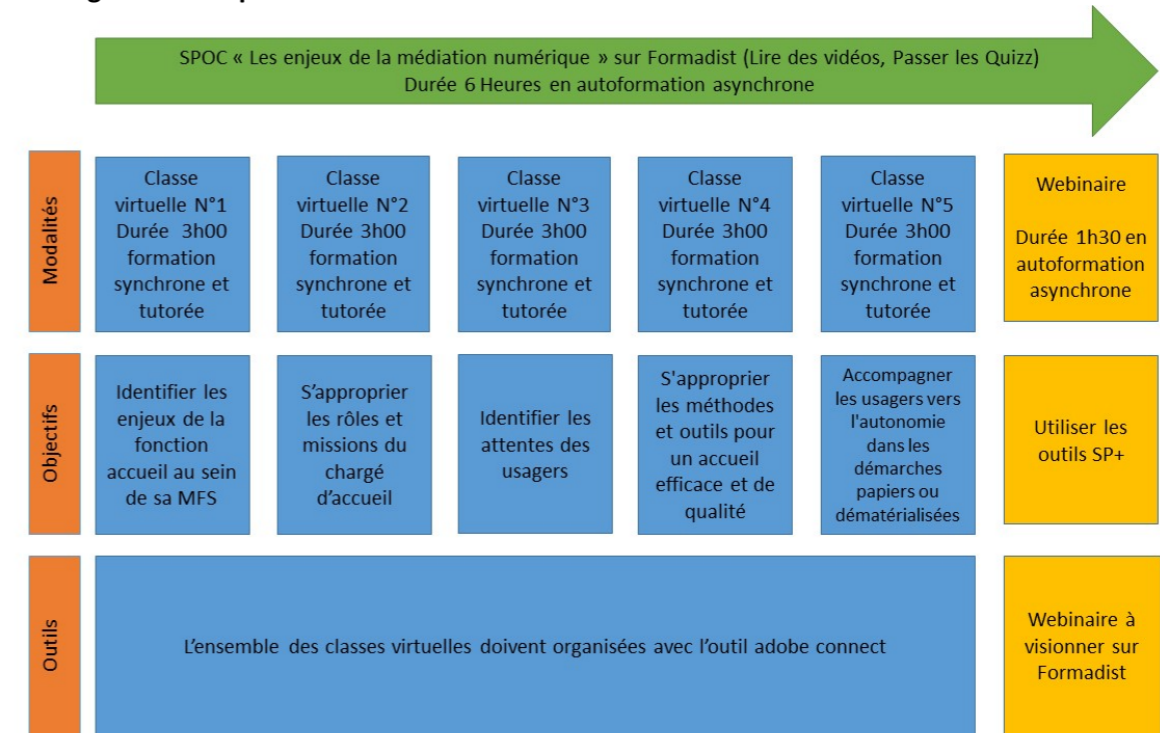 SPOC « Les enjeux de la médiation numérique » sur Formadist (Lire des vidéos, Passer les Quizz)
Durée 6 Heures en autoformation asynchrone
Modalités
Classe
virtuelle N°1
Durée 3h00
formation
synchrone et
tutorée
Classe
virtuelle N°2
Durée 3h00
formation
synchrone et
tutorée
Classe
virtuelle N°3
Durée 3h00
formation
synchrone et
tutorée
Classe
virtuelle N°4
Durée 3h00
formation
synchrone et
tutorée
Classe
virtuelle N°5
Durée 3h00
formation
synchrone et
tutorée
Webinaire
Durée 1h30 en
autoformation
asynchrone
Objectifs
Identifier les
enjeux de la
fonction
accueil au sein
de sa MFS
S’approprier
les rôles et
missions du
chargé
d’accueil
Identifier les
attentes des
usagers
S'approprier
les méthodes
et outils pour
un accueil
efficace et de
qualité
Accompagner
les usagers vers
l'autonomie
dans les
démarches
papiers ou
dématérialisées
Utiliser les
outils SP+
Outils
L’ensemble des classes virtuelles doivent organisées avec l’outil adobe connect
Webinaire à
visionner sur
Formadist